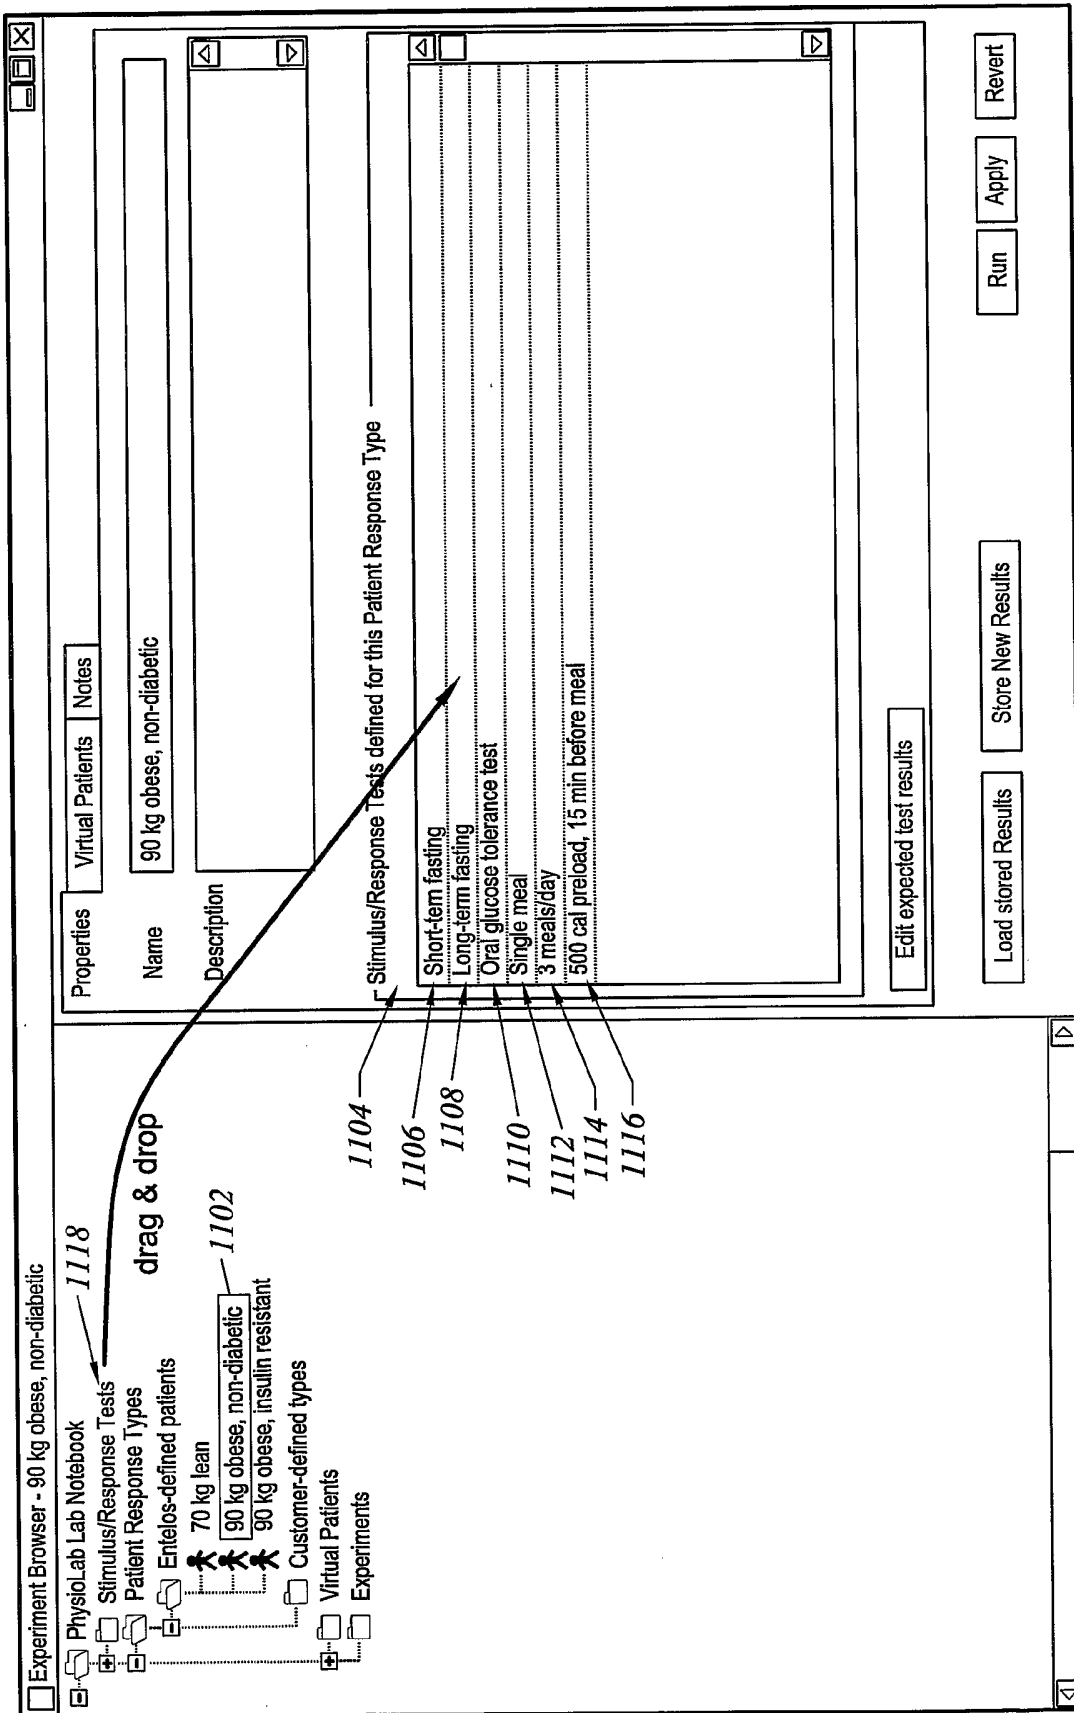 Experiment Browser - 90 kg obese, non-diabetic
PhysioLab Lab Notebook
1118
Stimulus/Response Tests
Patient Response Types
drag & drop
Entelos-defined patients
70 kg lean
1102
90 kg obese, non-diabetic
90 kg obese, insulin resistant
Customer-defined types
Virtual Patients
Experiments
Properties
Virtual Patients
Notes
Name
90 kg obese, non-diabetic
Description
Stimulus/Response Tests defined for this Patient Response Type
1104
1106
Short-tem fasting
1108
Long-term fasting
1110
Oral glucose tolerance test
1112
Single meal
1114
3 meals/day
1116
500 cal preload, 15 min before meal
Edit expected test results
Load stored Results
Store New Results
Run
Apply
Revert